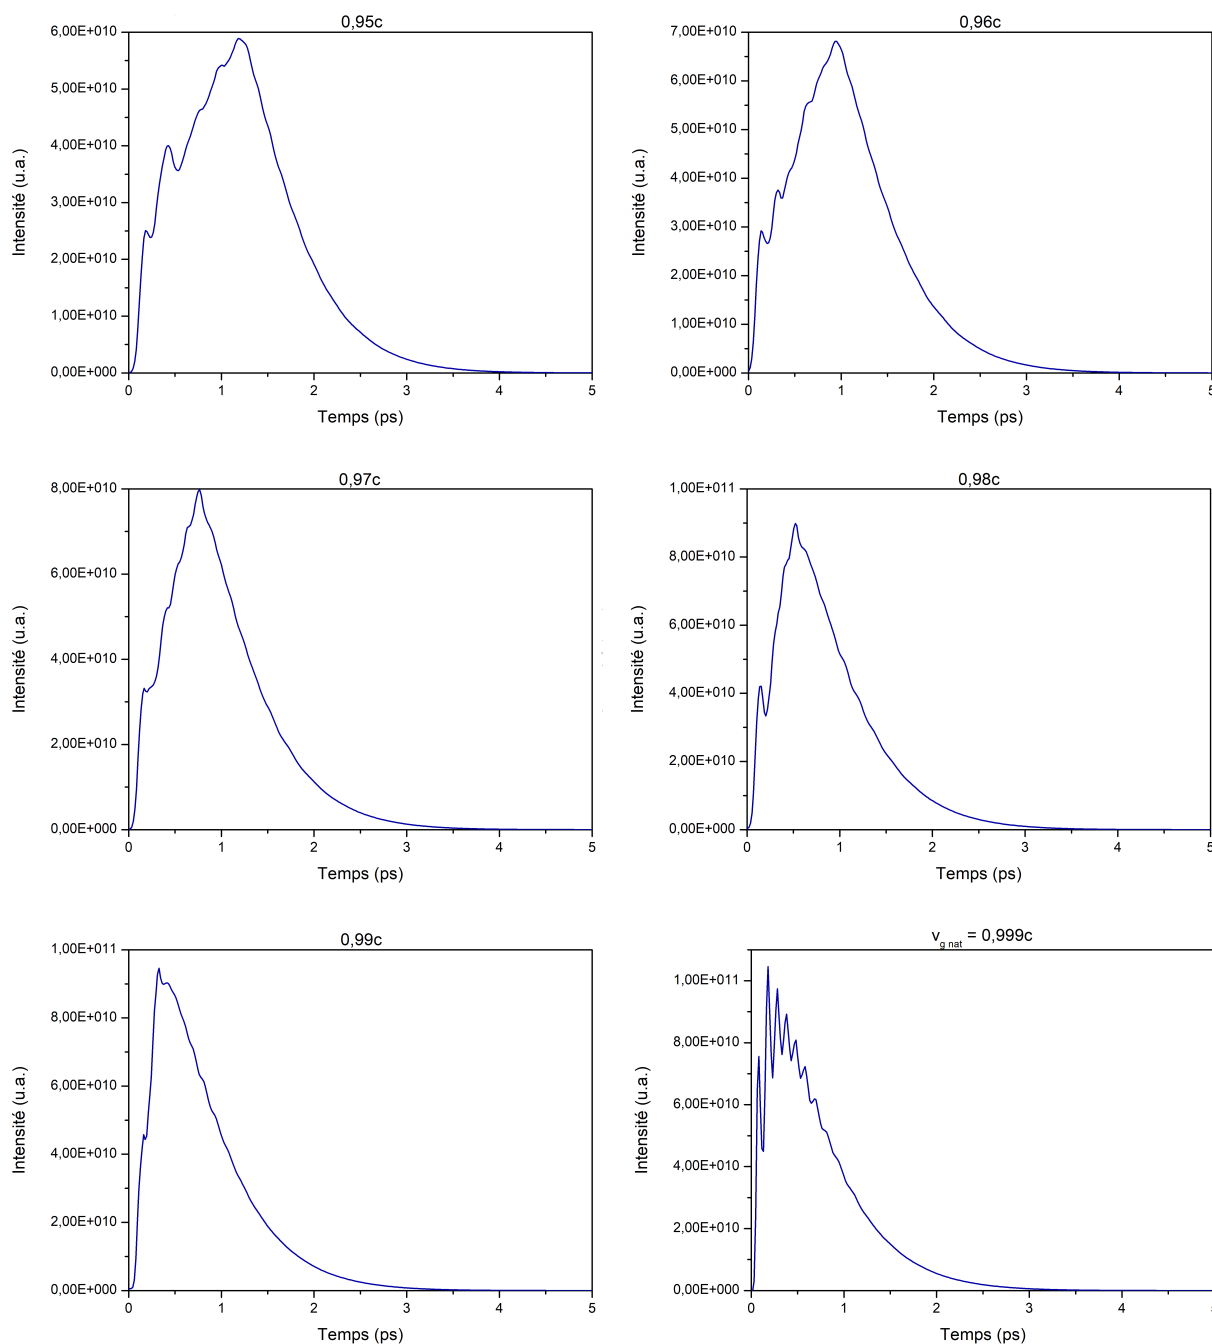 0,95c
6,00E+010
5,00E+010
4,00E+010
3,00E+010
2,00E+010
1,00E+010
0,00E+000
Intensité (u.a.)
0 1 2 3 4 5
Temps (ps)
0,96c
7,00E+010
6,00E+010
5,00E+010
4,00E+010
3,00E+010
2,00E+010
1,00E+010
0,00E+000
Intensité (u.a.)
0 1 2 3 4 5
Temps (ps)
0,97c
8,00E+010
6,00E+010
4,00E+010
2,00E+010
0,00E+000
Intensité (u.a.)
0 1 2 3 4 5
Temps (ps)
0,98c
1,00E+011
8,00E+010
6,00E+010
4,00E+010
2,00E+010
0,00E+000
Intensité (u.a.)
0 1 2 3 4 5
Temps (ps)
0,99c
1,00E+011
8,00E+010
6,00E+010
4,00E+010
2,00E+010
0,00E+000
Intensité (u.a.)
0 1 2 3 4 5
Temps (ps)
v g nat = 0,999c
1,00E+011
8,00E+010
6,00E+010
4,00E+010
2,00E+010
0,00E+000
Intensité (u.a.)
0 1 2 3 4 5
Temps (ps)